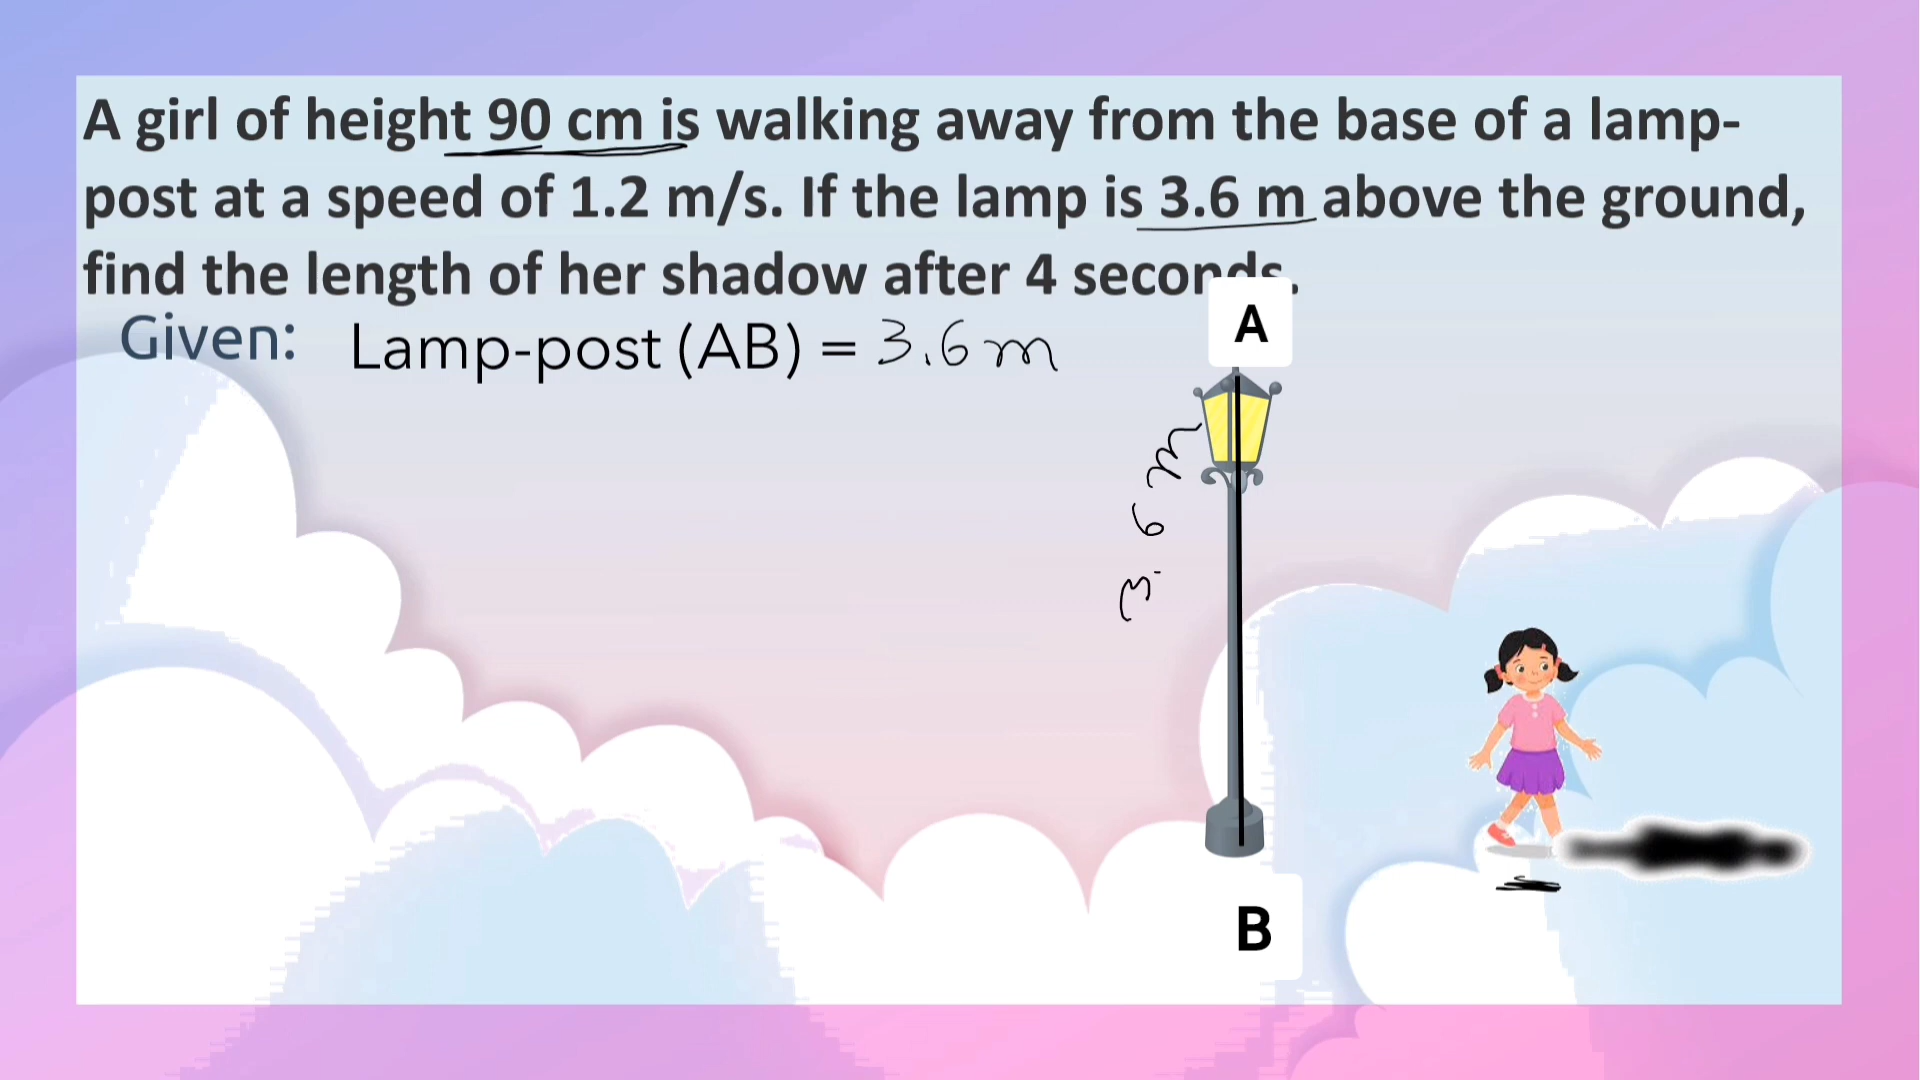 A girl of height 90 cm is walking away from the base of a lamp-
post at a speed of 1.2 m/s. If the lamp is 3.6 m above the ground,
find the length of her shadow after 4 seconds.
Given: Lamp-post (AB) = 3.6 m
A
3.6 m
B